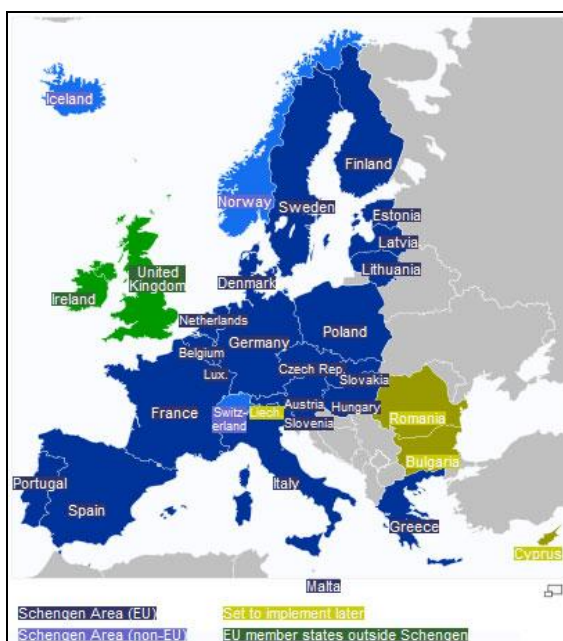 Iceland
Finland
Norway
Sweden
Estonia
Latvia
Lithuania
United
Kingdom
Ireland
Denmark
Netherlands
Germany
Poland
Belgium
Lux.
Czech Rep.
Slovakia
France
Switz-
erland
Liech.
Austria
Hungary
Slovenia
Romania
Bulgaria
Portugal
Spain
Italy
Greece
Cyprus
Malta
Schengen Area (EU)
Set to implement later
Schengen Area (non-EU)
EU member states outside Schengen